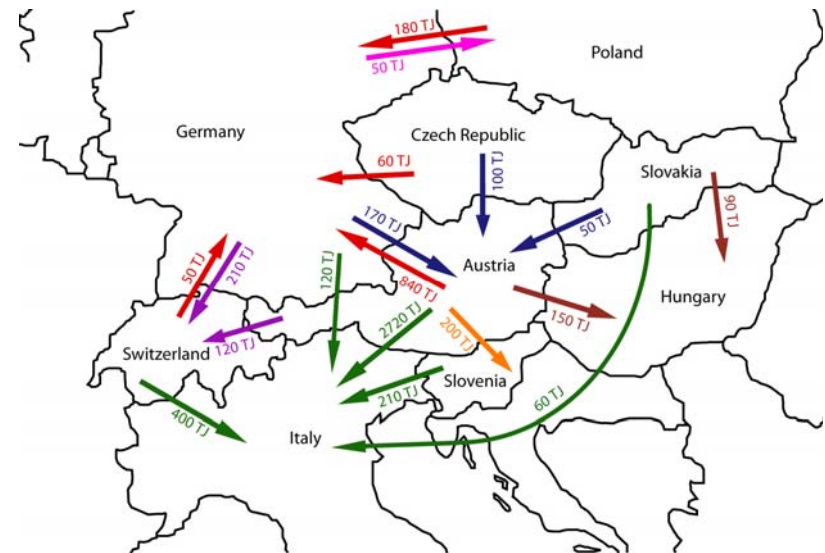 180 TJ
50 TJ
Poland
Germany
Czech Republic
60 TJ
100 TJ
Slovakia
90 TJ
170 TJ
50 TJ
50 TJ
210 TJ
120 TJ
840 TJ
Austria
Hungary
150 TJ
120 TJ
2720 TJ
200 TJ
Switzerland
Slovenia
210 TJ
60 TJ
400 TJ
Italy